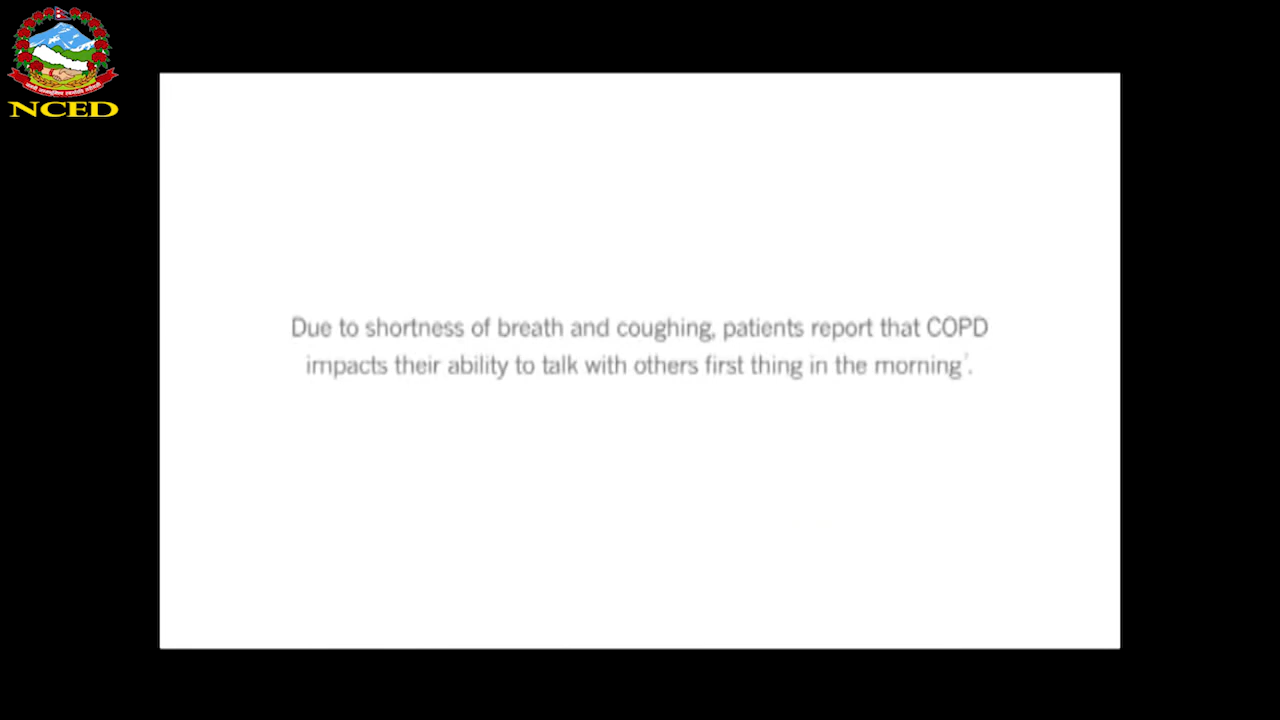 NCED
Due to shortness of breath and coughing, patients report that COPD
impacts their ability to talk with others first thing in the morning.